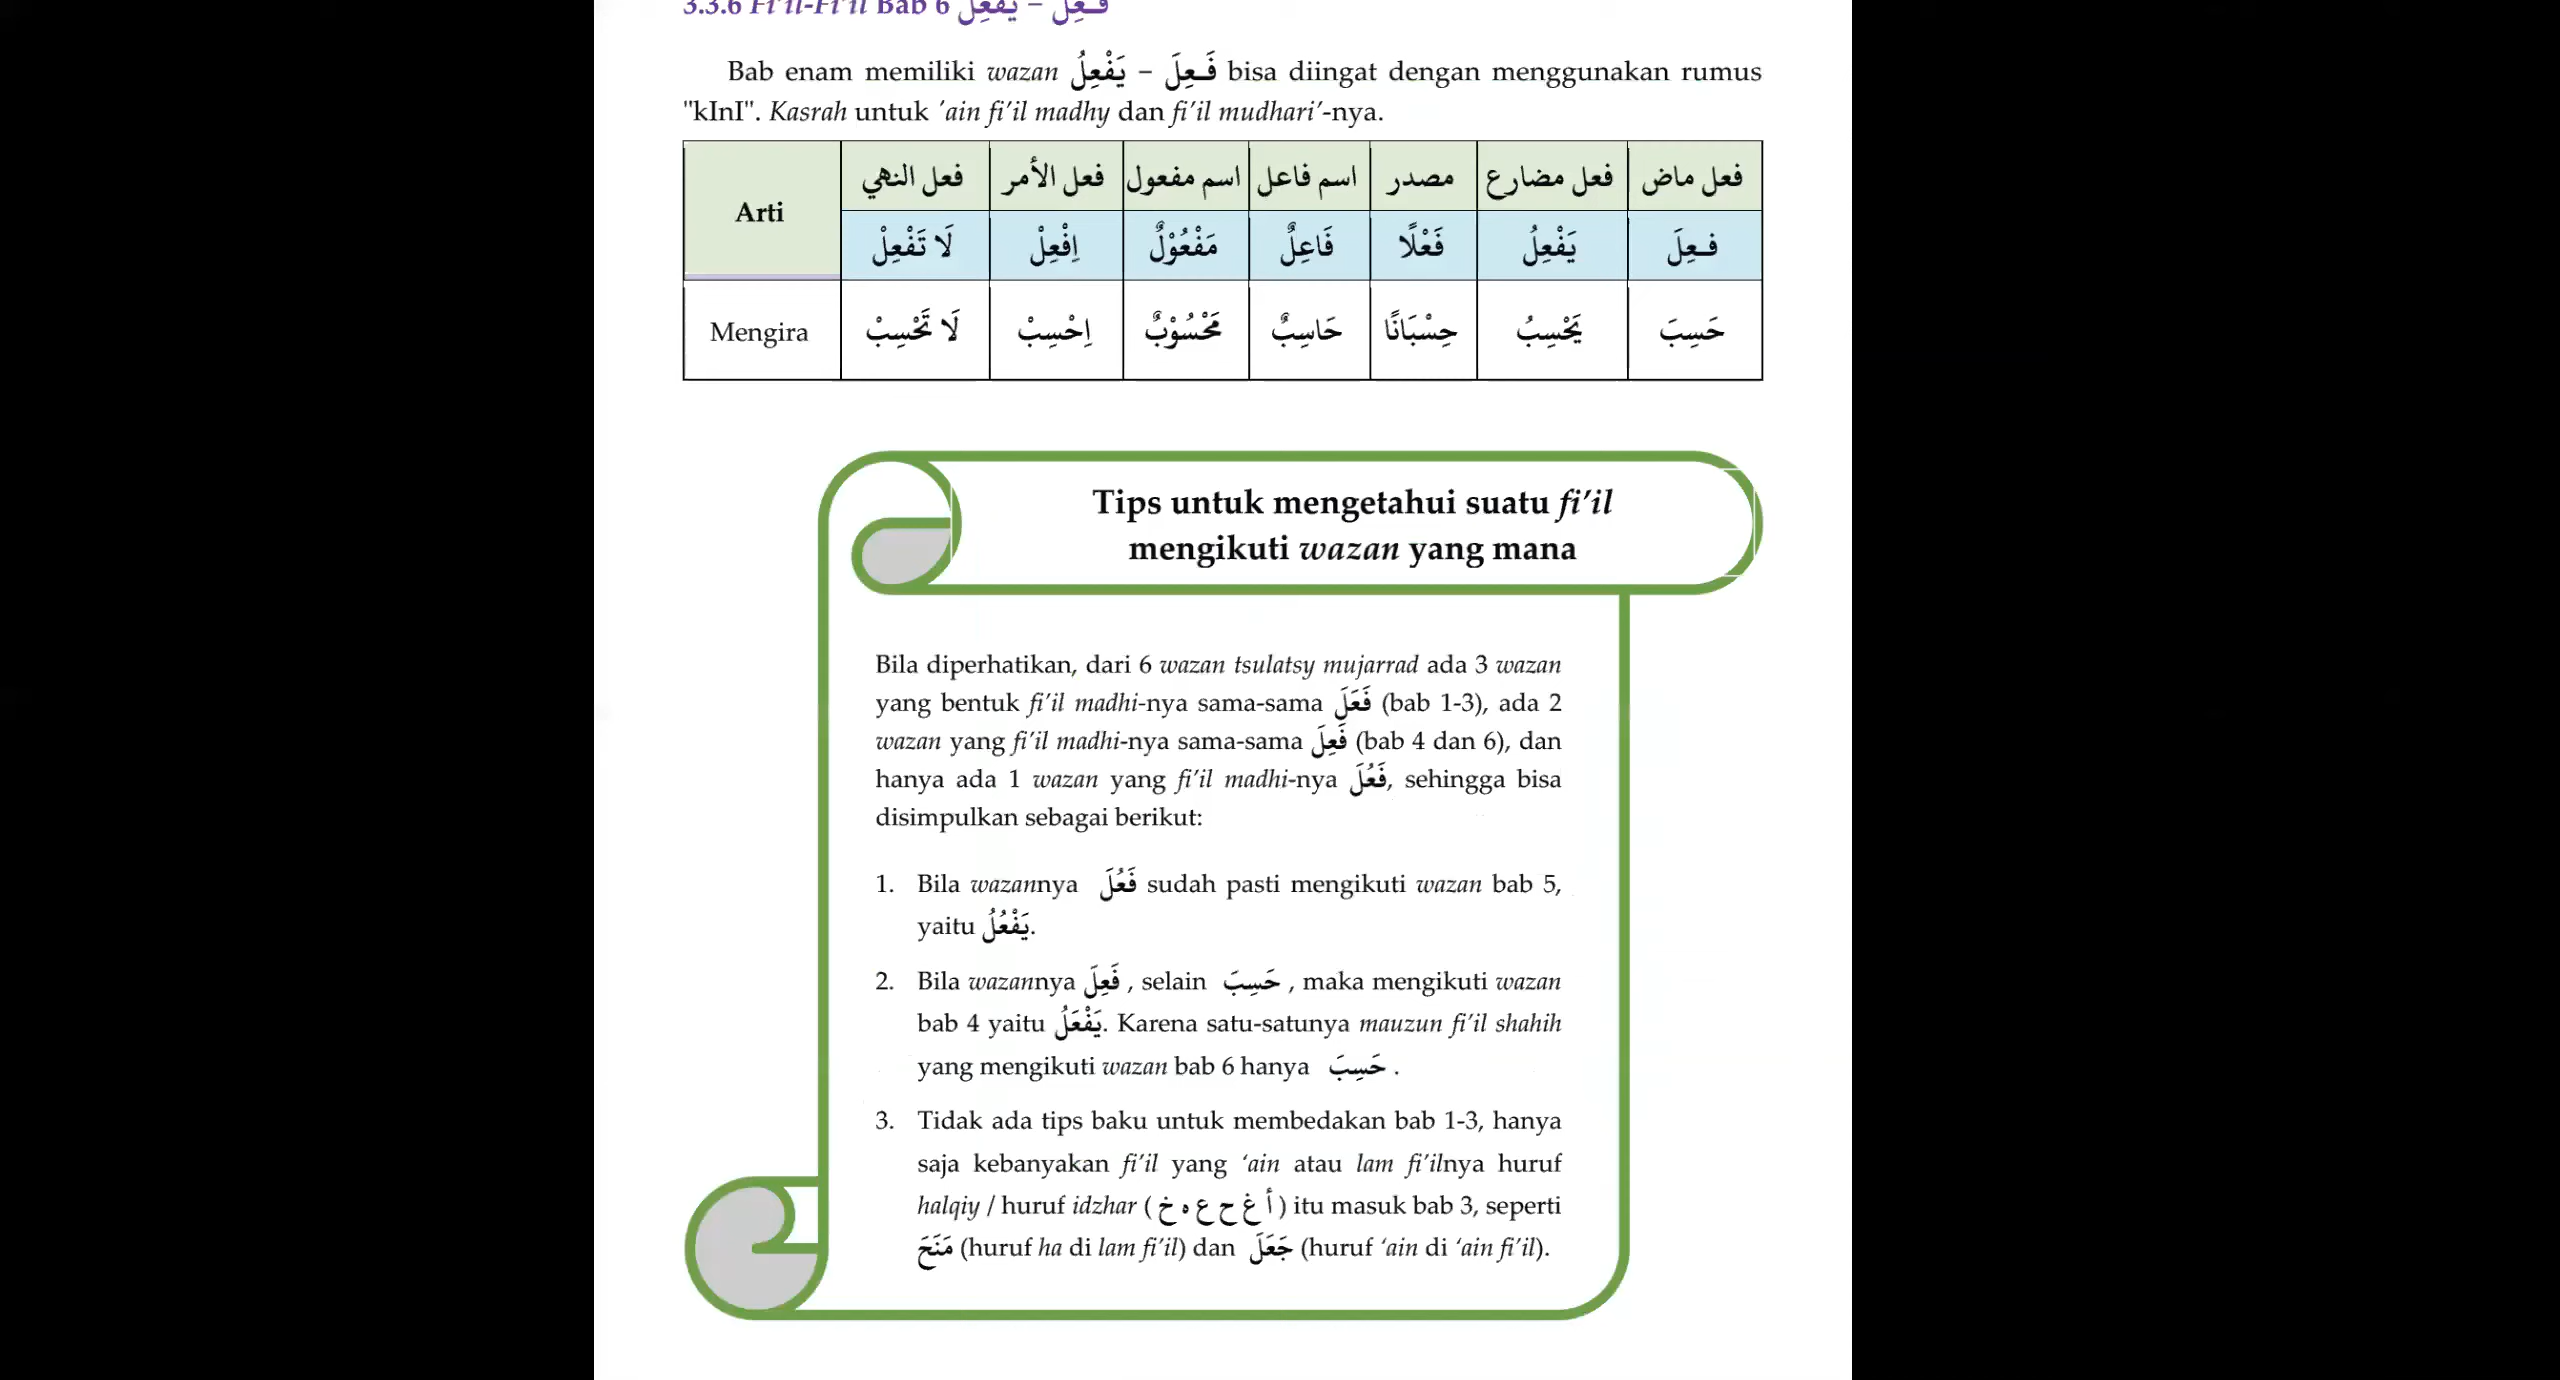 3.3.6 Fi'il-Fi'il Bab 6 فَـعِلَ – يَفْعِلُ
Bab enam memiliki wazan فَـعِلَ – يَفْعِلُ bisa diingat dengan menggunakan rumus
"kInI". Kasrah untuk 'ain fi'il madhy dan fi'il mudhari'-nya.
فعل ماض فعل مضارع مصدر اسم فاعل اسم مفعول فعل الأمر فعل النهي
Arti
فـعِلَ يَفْعِلُ فَعْلًا فَاعِلٌ مَفْعُوْلٌ اِفْعِلْ لَا تَفْعِلْ
حَسِبَ يَحْسِبُ حِسْبَانًا حَاسِبٌ مَحْسُوْبٌ اِحْسِبْ لَا تَحْسِبْ Mengira
Tips untuk mengetahui suatu fi'il
mengikuti wazan yang mana
Bila diperhatikan, dari 6 wazan tsulatsy mujarrad ada 3 wazan
yang bentuk fi'il madhi-nya sama-sama فَعَلَ (bab 1-3), ada 2
wazan yang fi'il madhi-nya sama-sama فَعِلَ (bab 4 dan 6), dan
hanya ada 1 wazan yang fi'il madhi-nya فَعُلَ, sehingga bisa
disimpulkan sebagai berikut:
1. Bila wazannya فَعُلَ sudah pasti mengikuti wazan bab 5,
yaitu يَفْعُلُ.
2. Bila wazannya فَعِلَ , selain حَسِبَ , maka mengikuti wazan
bab 4 yaitu يَفْعَلُ. Karena satu-satunya mauzun fi'il shahih
yang mengikuti wazan bab 6 hanya حَسِبَ .
3. Tidak ada tips baku untuk membedakan bab 1-3, hanya
saja kebanyakan fi'il yang 'ain atau lam fi'ilnya huruf
halqiy / huruf idzhar ( أ غ ح ع ه خ ) itu masuk bab 3, seperti
مَنَحَ (huruf ha di lam fi'il) dan جَعَلَ (huruf 'ain di 'ain fi'il).